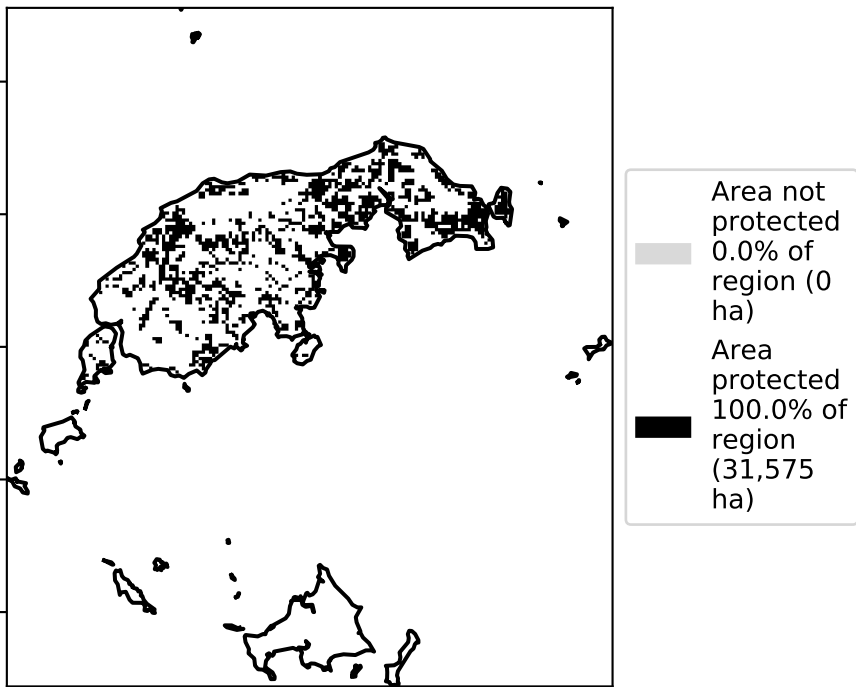 Area not
protected
0.0% of
region (0
ha)
Area
protected
100.0% of
region
(31,575
ha)